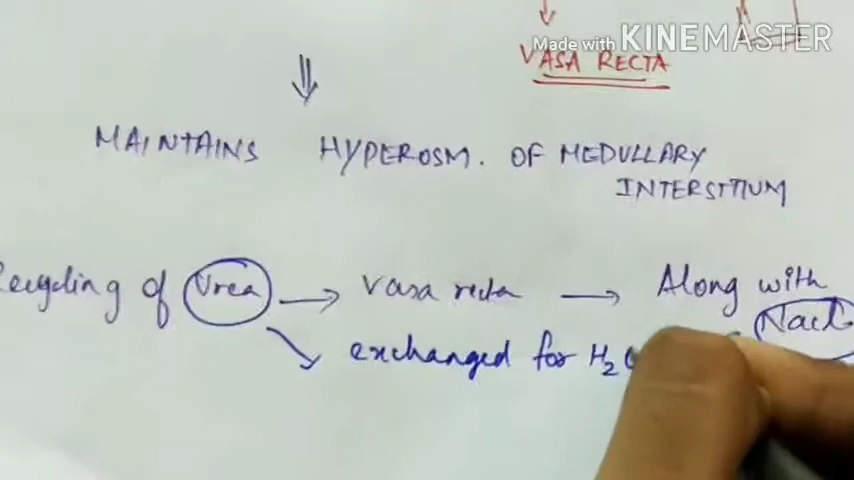 Made with KINEMASTER
VASA RECTA
MAINTAINS HYPEROSM. OF MEDULLARY
INTERSTITIUM
Recycling of Urea → vasa recta → Along with
NaCl
exchanged for H₂O